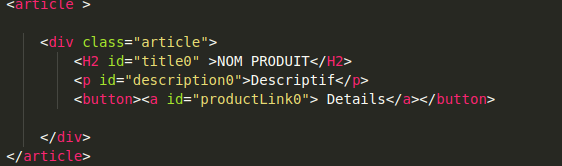 <article >
<div class="article">
<H2 id="title0" >NOM PRODUIT</H2>
<p id="description0">Descriptif</p>
<button><a id="productLink0"> Details</a></button>
</div>
</article>